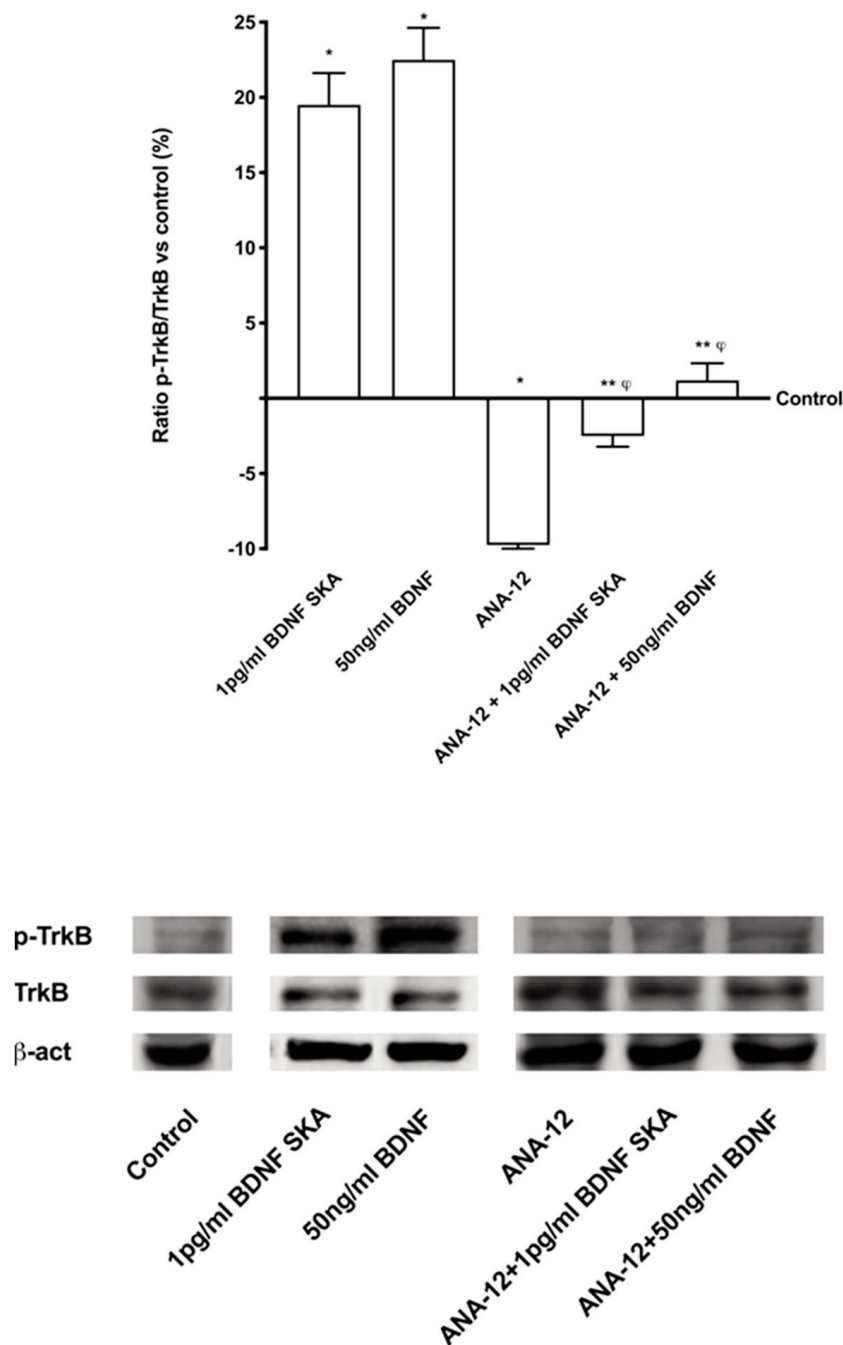 Ratio p-TrkB/TrkB vs control (%)
25
20
15
10
5
-5
-10
*
*
*
** φ
** φ
Control
1pg/ml BDNF SKA
50ng/ml BDNF
ANA-12
ANA-12 + 1pg/ml BDNF SKA
ANA-12 + 50ng/ml BDNF
p-TrkB
TrkB
β-act
Control
1pg/ml BDNF SKA
50ng/ml BDNF
ANA-12
ANA-12+1pg/ml BDNF SKA
ANA-12+50ng/ml BDNF